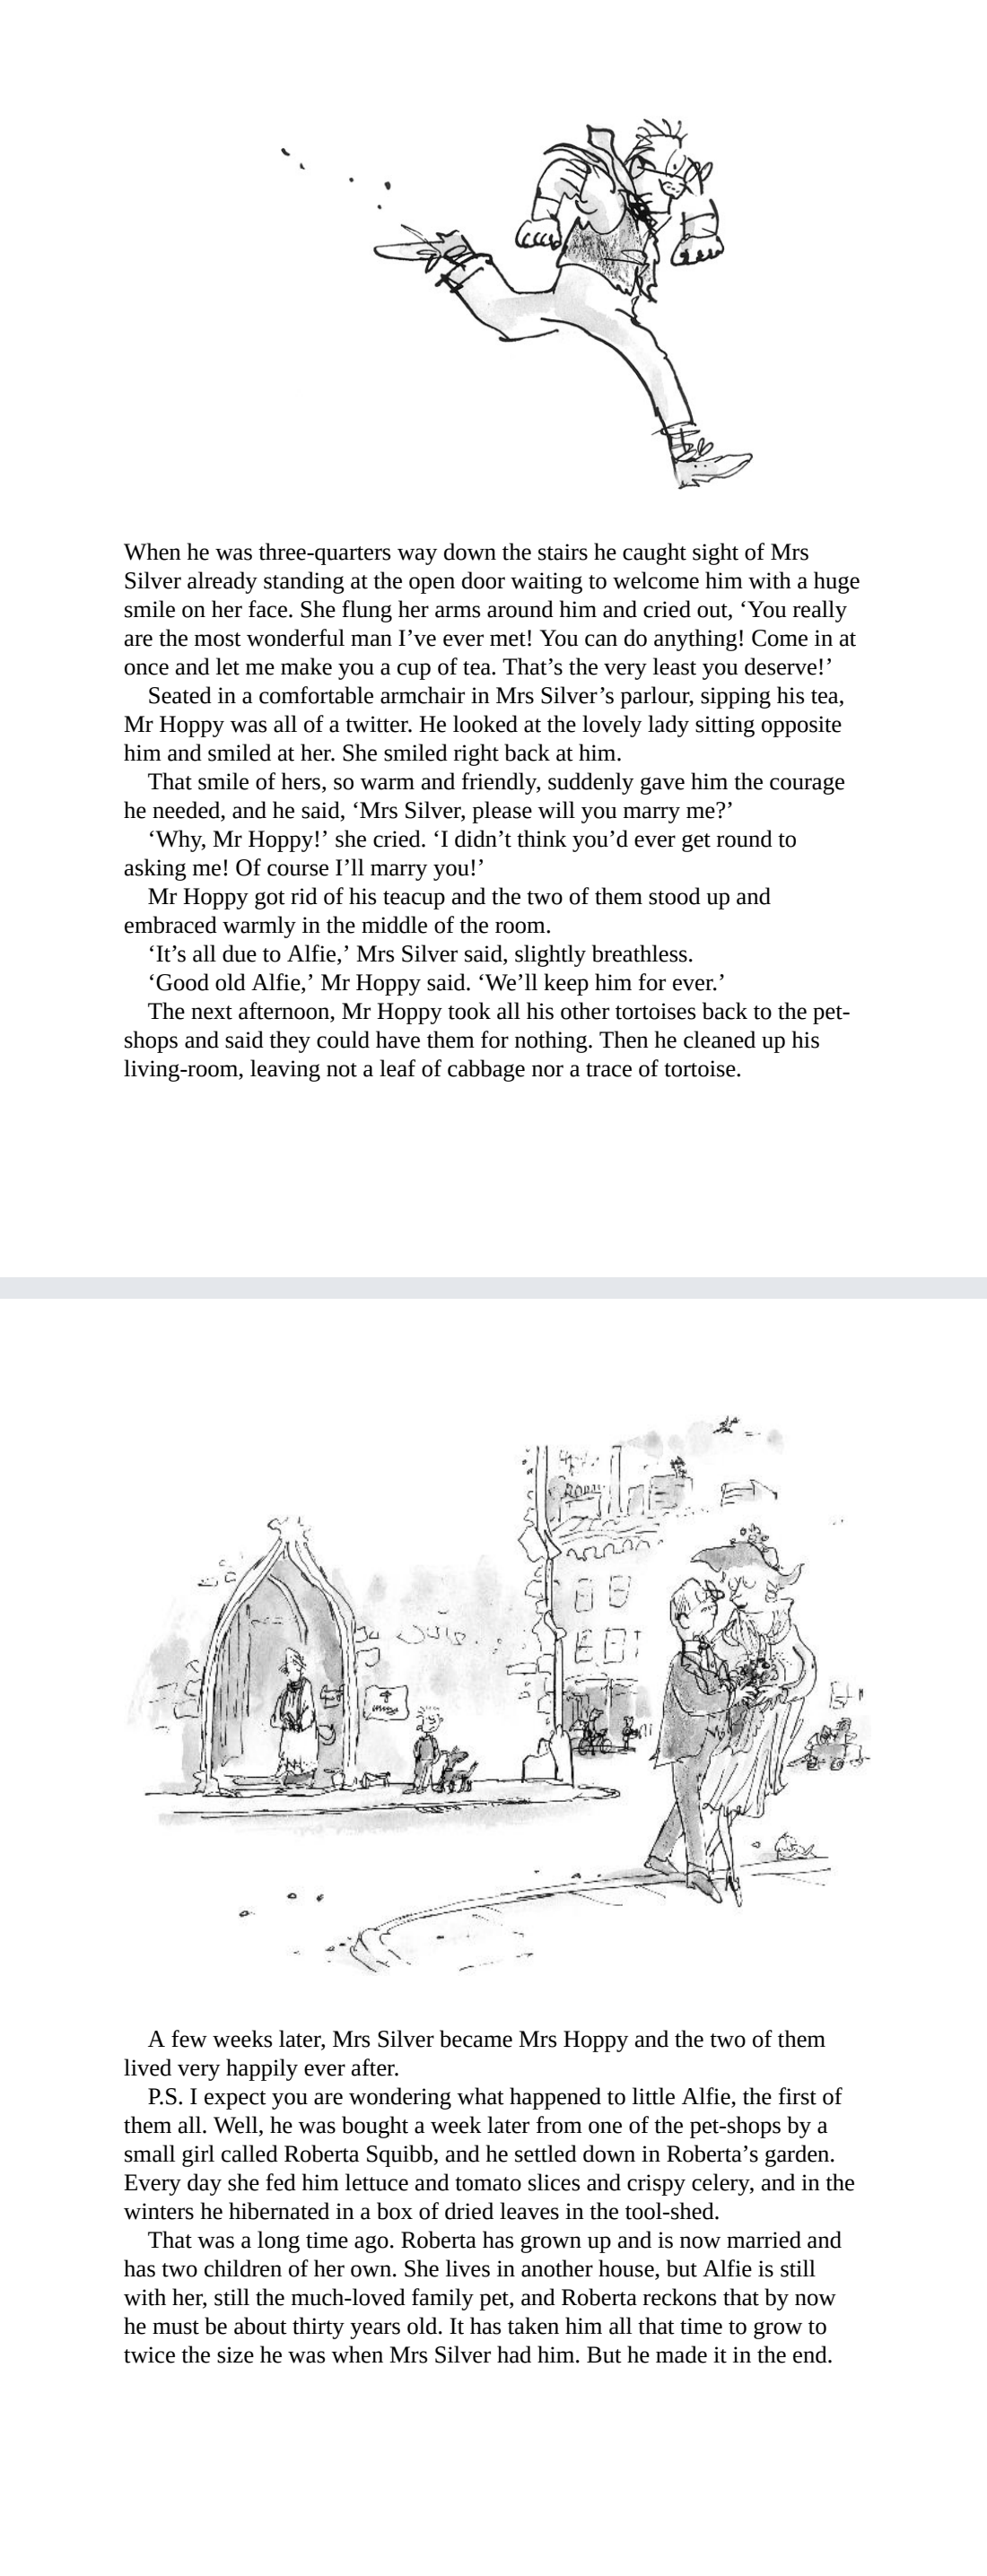 When he was three-quarters way down the stairs he caught sight of Mrs
Silver already standing at the open door waiting to welcome him with a huge
smile on her face. She flung her arms around him and cried out, ‘You really
are the most wonderful man I’ve ever met! You can do anything! Come in at
once and let me make you a cup of tea. That’s the very least you deserve!’
Seated in a comfortable armchair in Mrs Silver’s parlour, sipping his tea,
Mr Hoppy was all of a twitter. He looked at the lovely lady sitting opposite
him and smiled at her. She smiled right back at him.
That smile of hers, so warm and friendly, suddenly gave him the courage
he needed, and he said, ‘Mrs Silver, please will you marry me?’
‘Why, Mr Hoppy!’ she cried. ‘I didn’t think you’d ever get round to
asking me! Of course I’ll marry you!’
Mr Hoppy got rid of his teacup and the two of them stood up and
embraced warmly in the middle of the room.
‘It’s all due to Alfie,’ Mrs Silver said, slightly breathless.
‘Good old Alfie,’ Mr Hoppy said. ‘We’ll keep him for ever.’
The next afternoon, Mr Hoppy took all his other tortoises back to the pet-
shops and said they could have them for nothing. Then he cleaned up his
living-room, leaving not a leaf of cabbage nor a trace of tortoise.
A few weeks later, Mrs Silver became Mrs Hoppy and the two of them
lived very happily ever after.
P.S. I expect you are wondering what happened to little Alfie, the first of
them all. Well, he was bought a week later from one of the pet-shops by a
small girl called Roberta Squibb, and he settled down in Roberta’s garden.
Every day she fed him lettuce and tomato slices and crispy celery, and in the
winters he hibernated in a box of dried leaves in the tool-shed.
That was a long time ago. Roberta has grown up and is now married and
has two children of her own. She lives in another house, but Alfie is still
with her, still the much-loved family pet, and Roberta reckons that by now
he must be about thirty years old. It has taken him all that time to grow to
twice the size he was when Mrs Silver had him. But he made it in the end.